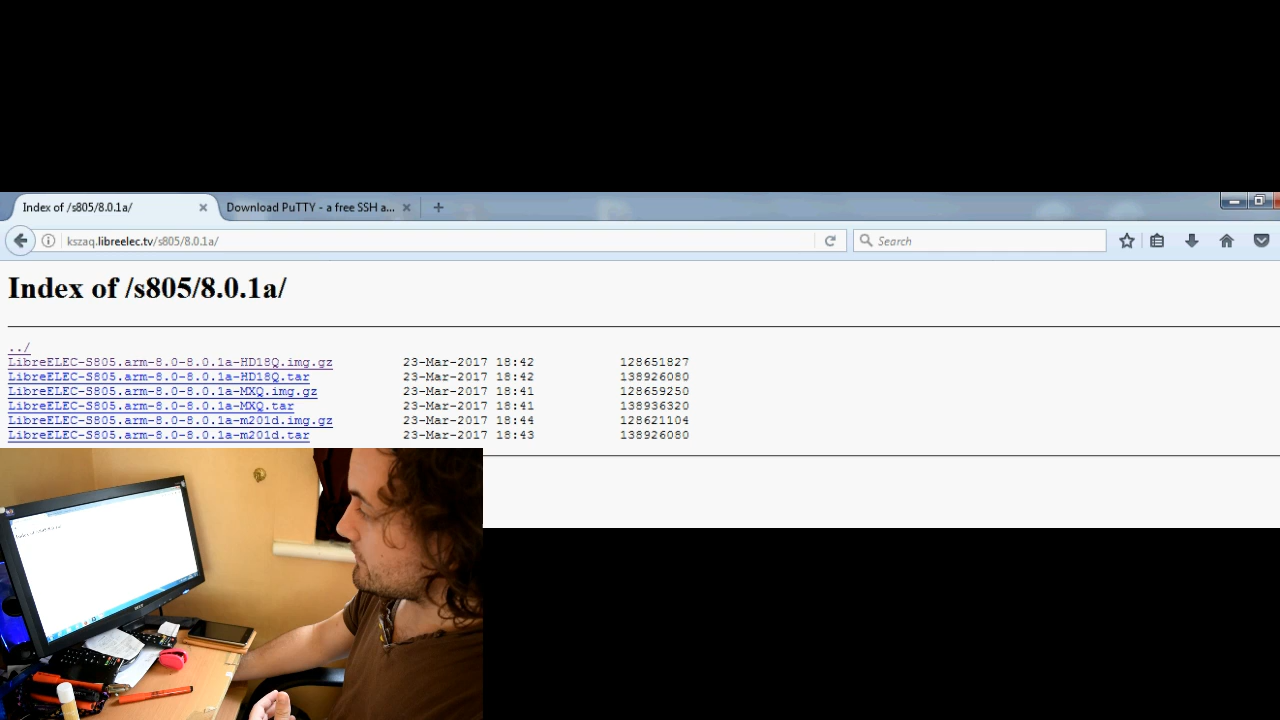 Index of /s805/8.0.1a/
Download PuTTY - a free SSH a...
kszaq.libreelec.tv/s805/8.0.1a/
Search
Index of /s805/8.0.1a/
../
LibreELEC-S805.arm-8.0-8.0.1a-HD18Q.img.gz 23-Mar-2017 18:42 128651827
LibreELEC-S805.arm-8.0-8.0.1a-HD18Q.tar 23-Mar-2017 18:42 138926080
LibreELEC-S805.arm-8.0-8.0.1a-MXQ.img.gz 23-Mar-2017 18:41 128659250
LibreELEC-S805.arm-8.0-8.0.1a-MXQ.tar 23-Mar-2017 18:41 138936320
LibreELEC-S805.arm-8.0-8.0.1a-m201d.img.gz 23-Mar-2017 18:44 128621104
LibreELEC-S805.arm-8.0-8.0.1a-m201d.tar 23-Mar-2017 18:43 138926080